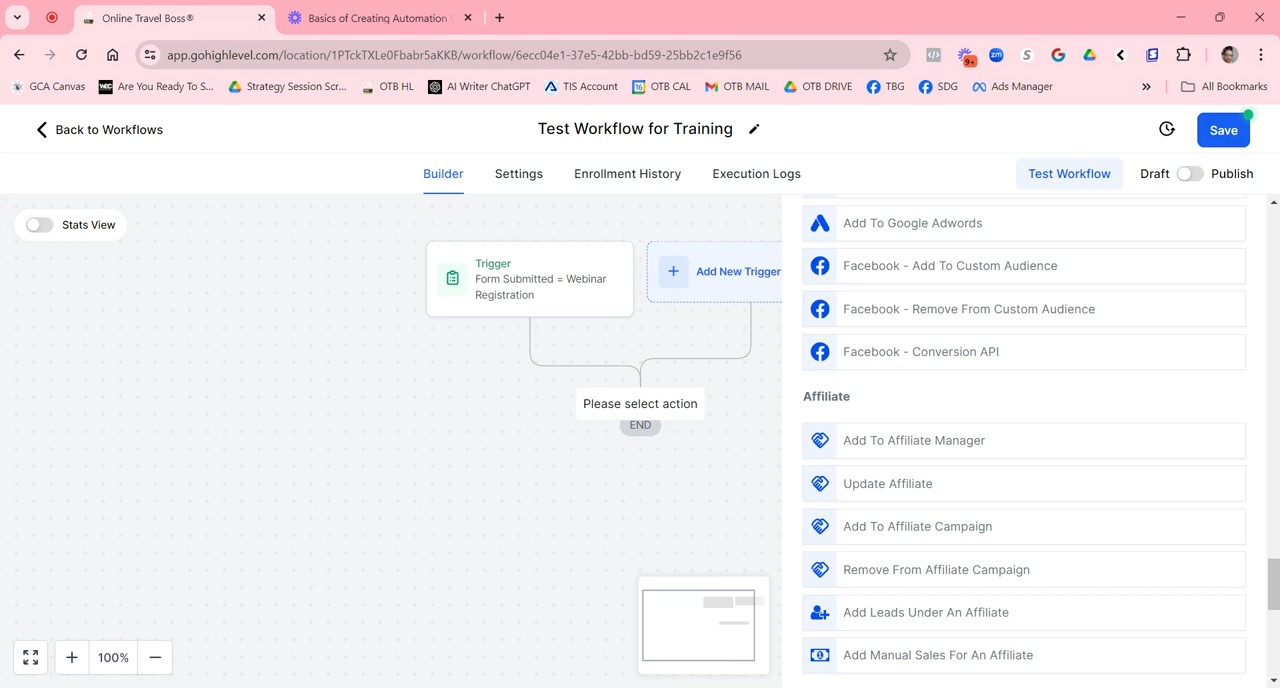 Online Travel Boss®
Basics of Creating Automation
app.gohighlevel.com/location/1PTckTXLe0Fbabr5aKKB/workflow/6ecc04e1-37e5-42bb-bd59-25bb2c1e9f56
9+
zm
S
GCA Canvas
WEC
Are You Ready To S...
Strategy Session Scr...
OTB HL
AI Writer ChatGPT
TIS Account
16
OTB CAL
OTB MAIL
OTB DRIVE
TBG
SDG
Ads Manager
»
All Bookmarks
Back to Workflows
Test Workflow for Training
Save
Builder
Settings
Enrollment History
Execution Logs
Test Workflow
Draft
Publish
Stats View
Trigger
Form Submitted = Webinar
Registration
Add New Trigger
Please select action
END
100%
Add To Google Adwords
Facebook - Add To Custom Audience
Facebook - Remove From Custom Audience
Facebook - Conversion API
Affiliate
Add To Affiliate Manager
Update Affiliate
Add To Affiliate Campaign
Remove From Affiliate Campaign
Add Leads Under An Affiliate
Add Manual Sales For An Affiliate